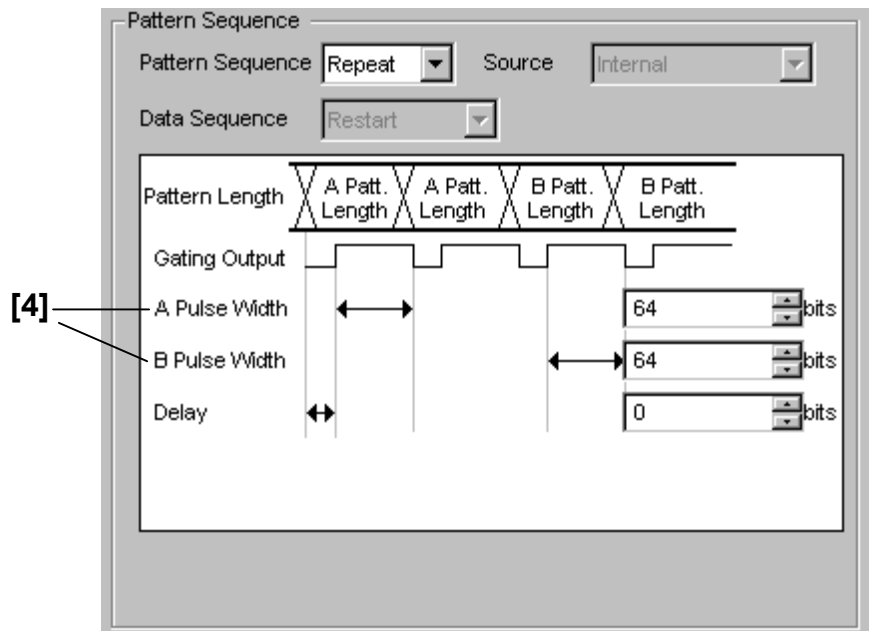 Pattern Sequence
Pattern Sequence Repeat Source Internal
Data Sequence Restart
Pattern Length A Patt. Length A Patt. Length B Patt. Length B Patt. Length
Gating Output
[4] A Pulse Width 64 bits
B Pulse Width 64 bits
Delay 0 bits